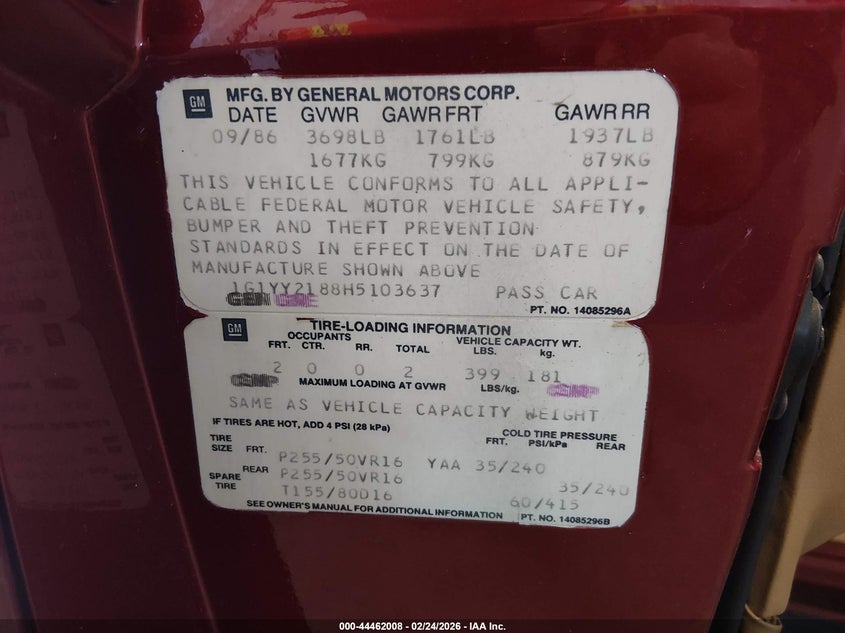 GM MFG. BY GENERAL MOTORS CORP.
DATE GVWR GAWR FRT GAWR RR
09/86 3698LB 1761LB 1937LB
1677KG 799KG 879KG
THIS VEHICLE CONFORMS TO ALL APPLI-
CABLE FEDERAL MOTOR VEHICLE SAFETY,
BUMPER AND THEFT PREVENTION
STANDARDS IN EFFECT ON THE DATE OF
MANUFACTURE SHOWN ABOVE
1G1YY2188H5103637 PASS CAR
PT. NO. 14085296A
GM TIRE-LOADING INFORMATION
OCCUPANTS VEHICLE CAPACITY WT.
FRT. CTR. RR. TOTAL LBS. kg.
2 0 0 2 399 181
MAXIMUM LOADING AT GVWR LBS/kg.
SAME AS VEHICLE CAPACITY WEIGHT
IF TIRES ARE HOT, ADD 4 PSI (28 kPa)
COLD TIRE PRESSURE
TIRE SIZE FRT. FRT. PSI/kPa REAR
P255/50VR16 YAA 35/240
REAR P255/50VR16 35/240
SPARE TIRE T155/80D16 60/415
SEE OWNER'S MANUAL FOR ADDITIONAL INFORMATION PT. NO. 14085296B
000-44462008 - 02/24/2026 - IAA Inc.